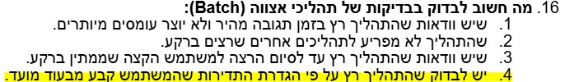 16. מה חשוב לבדוק בבדיקות של תהליכי אצווה (Batch):
1. שיש וודאות שהתהליך רץ בזמן תגובה מהיר ולא יוצר עומסים מיותרים.
2. שהתהליך לא מפריע לתהליכים אחרים שרצים ברקע.
3. שיש וודאות שהתהליך רץ עד לסיום הרצה למשתמש הקצה שממתין ברקע.
4. יש לבדוק שהתהליך רץ על פי הגדרת התדירות שהמשתמש קבע מבעוד מועד.